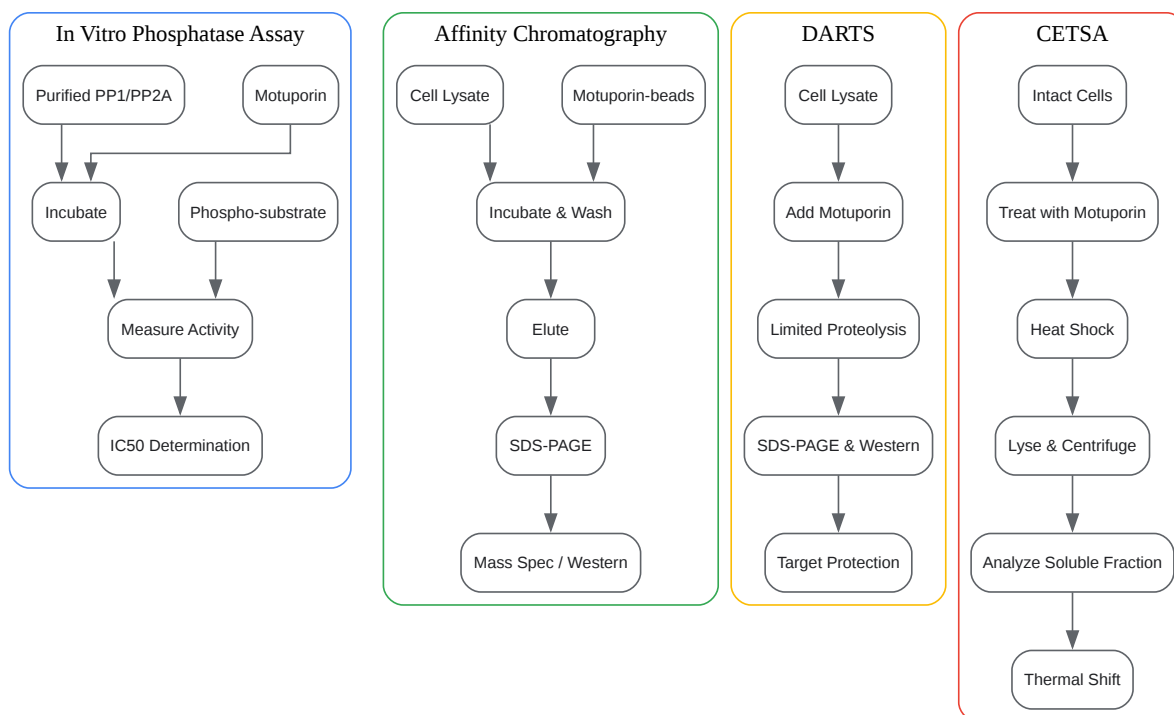 In Vitro Phosphatase Assay
Purified PP1/PP2A
Motuporin
Incubate
Phospho-substrate
Measure Activity
IC50 Determination
Affinity Chromatography
Cell Lysate
Motuporin-beads
Incubate & Wash
Elute
SDS-PAGE
Mass Spec / Western
DARTS
Cell Lysate
Add Motuporin
Limited Proteolysis
SDS-PAGE & Western
Target Protection
CETSA
Intact Cells
Treat with Motuporin
Heat Shock
Lyse & Centrifuge
Analyze Soluble Fraction
Thermal Shift